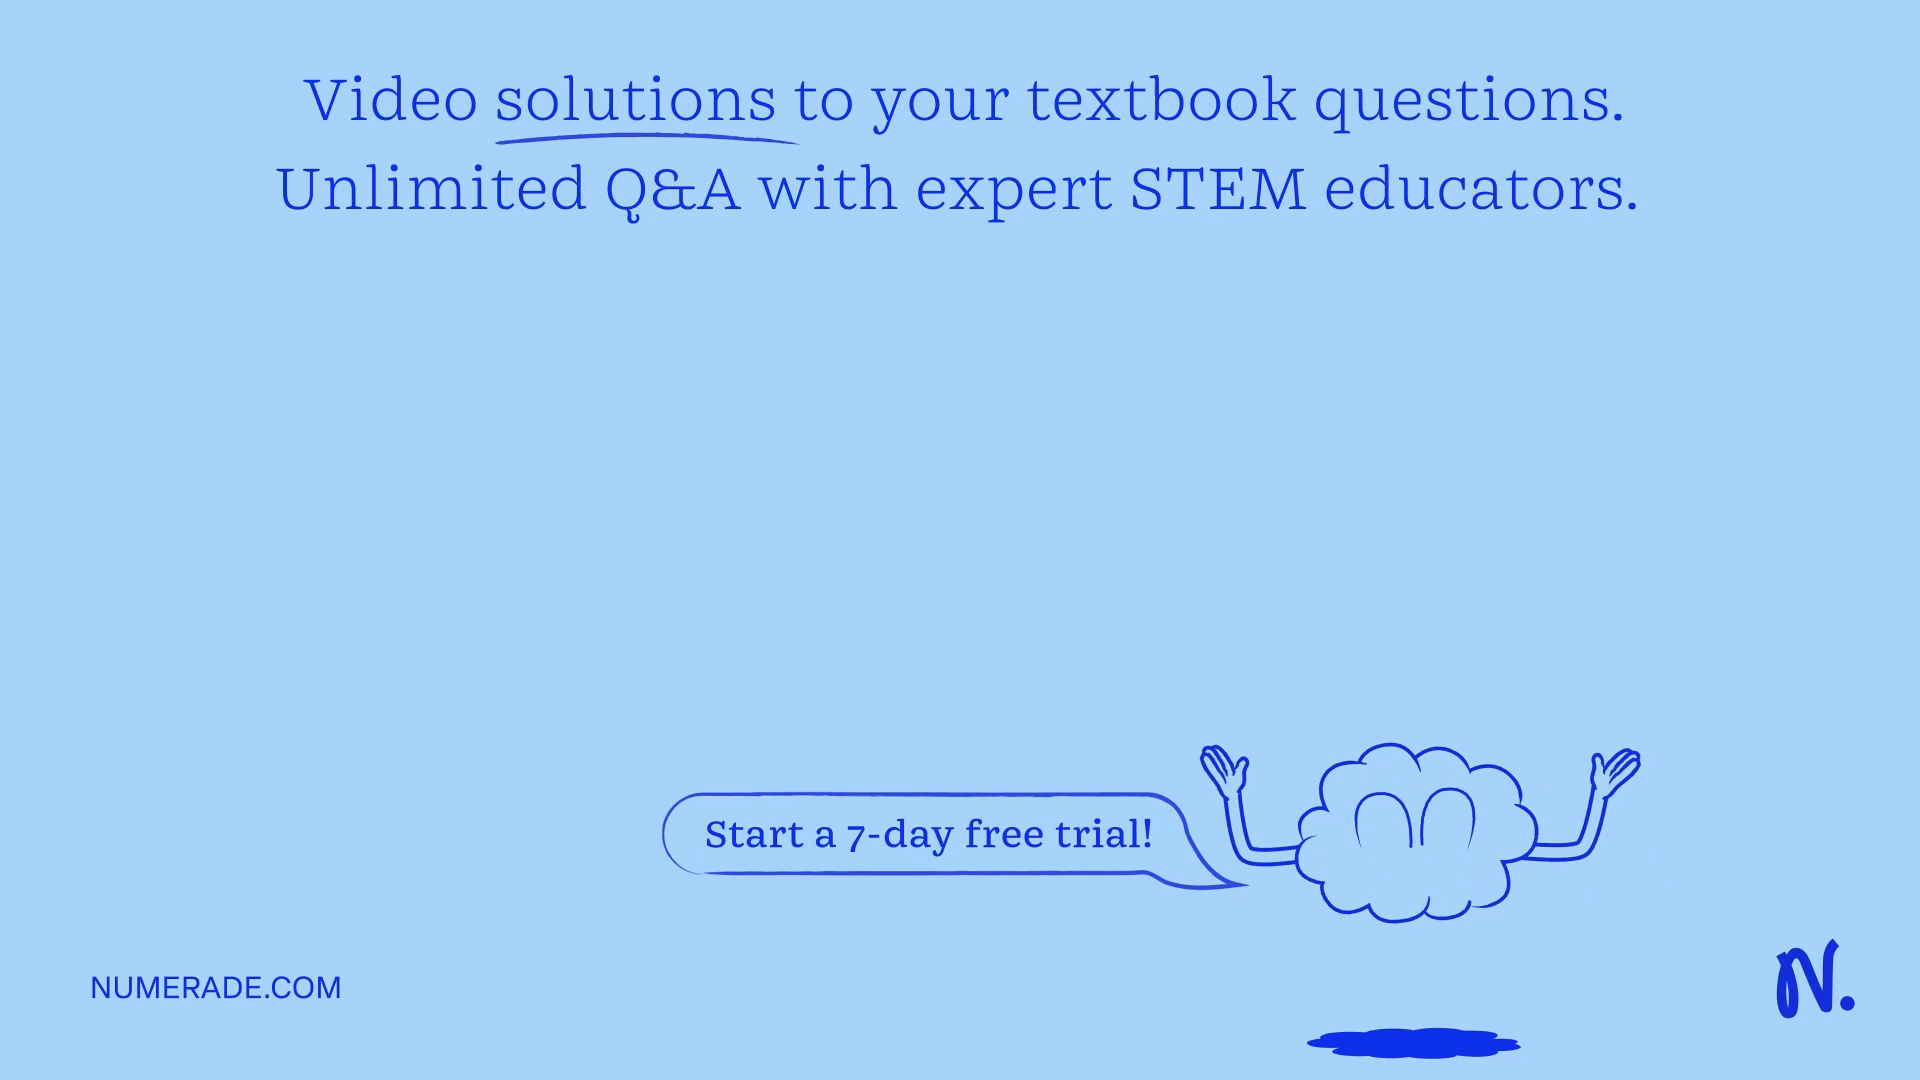 Video solutions to your textbook questions.
Unlimited Q&A with expert STEM educators.
Start a 7-day free trial!
NUMERADE.COM
N.